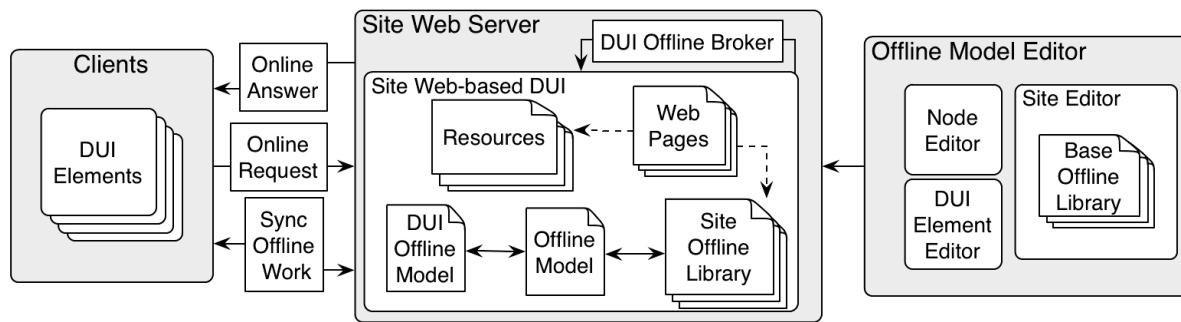 Clients
DUI
Elements
Online
Answer
Online
Request
Sync
Offline
Work
Site Web Server
DUI Offline Broker
Site Web-based DUI
Resources
Web
Pages
DUI
Offline
Model
Offline
Model
Site
Offline
Library
Offline Model Editor
Node
Editor
DUI
Element
Editor
Site Editor
Base
Offline
Library